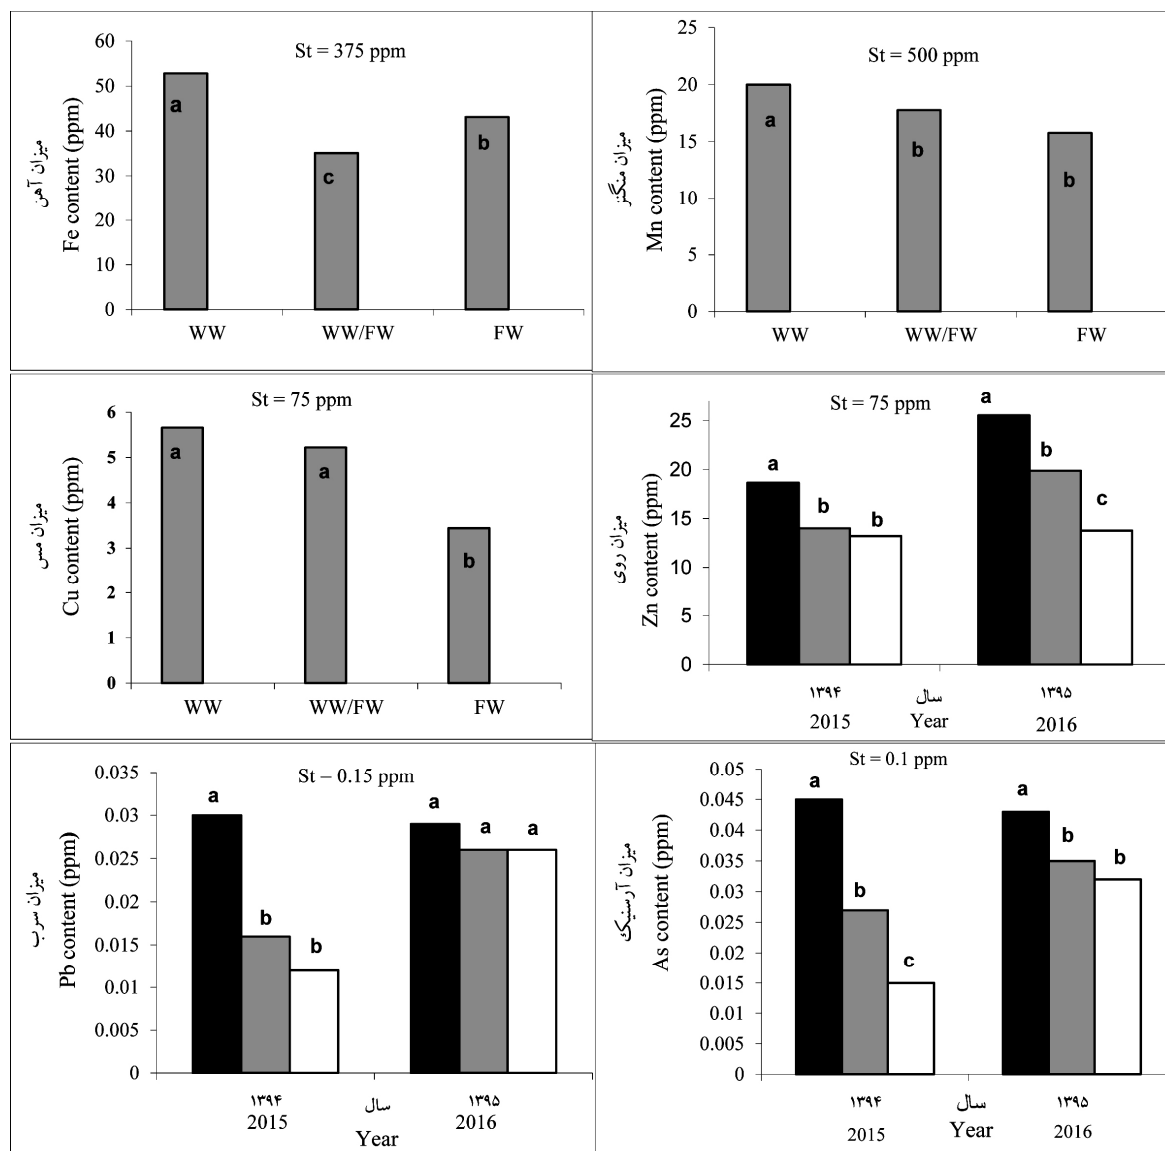 St = 375 ppm
60
50
40
30
20
10
0
میزان آهن
Fe content (ppm)
a
c
b
WW
WW/FW
FW
St = 500 ppm
25
20
15
10
5
0
میزان منگنز
Mn content (ppm)
a
b
b
WW
WW/FW
FW
St = 75 ppm
6
5
4
3
2
1
0
میزان مس
Cu content (ppm)
a
a
b
WW
WW/FW
FW
St = 75 ppm
25
20
15
10
5
0
میزان روی
Zn content (ppm)
a
b
b
a
b
c
۱۳۹۴
سال
۱۳۹۵
2015
Year
2016
St – 0.15 ppm
0.035
0.03
0.025
0.02
0.015
0.01
0.005
0
میزان سرب
Pb content (ppm)
a
b
b
a
a
a
۱۳۹۴
سال
۱۳۹۵
2015
Year
2016
St = 0.1 ppm
0.05
0.045
0.04
0.035
0.03
0.025
0.02
0.015
0.01
0.005
0
میزان آرسنیک
As content (ppm)
a
b
c
a
b
b
۱۳۹۴
سال
۱۳۹۵
2015
Year
2016